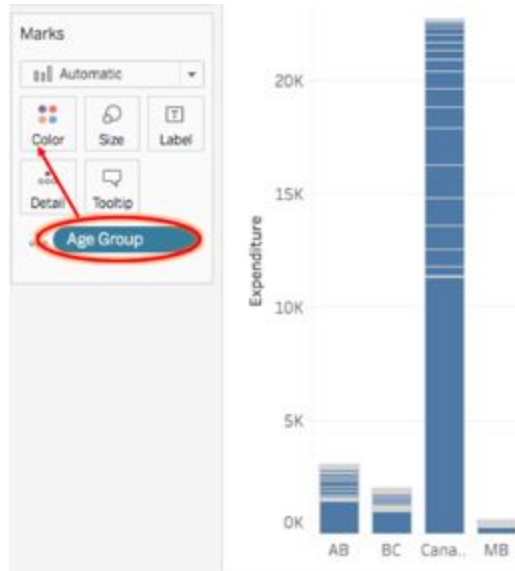 Marks
Automatic
Color Size Label
Detail Tooltip
Age Group
Expenditure
20K
15K
10K
5K
0K
AB BC Cana.. MB